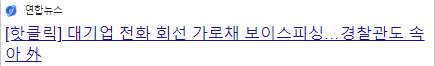 연합뉴스
[핫클릭] 대기업 전화 회선 가로채 보이스피싱...경찰관도 속
아 外